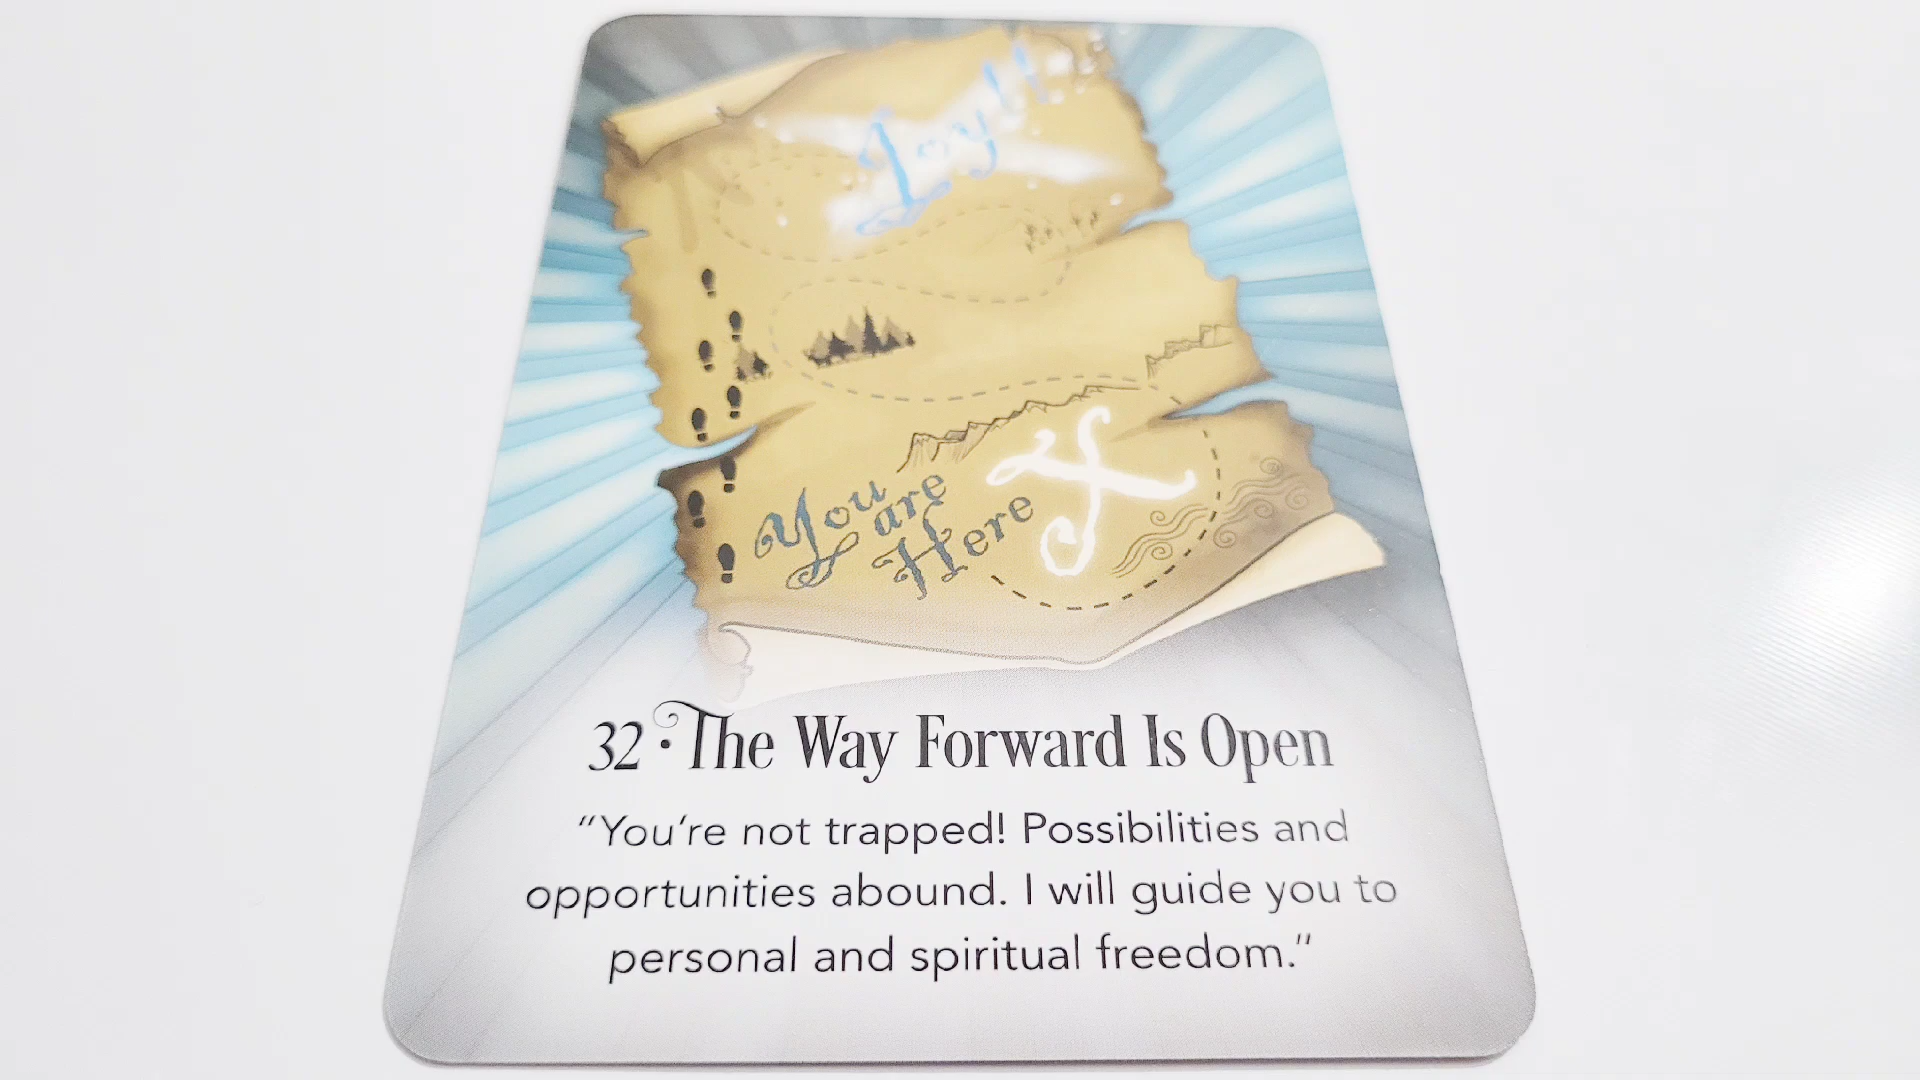 Joy!!
You
are
Here
X
32 • The Way Forward Is Open
“You’re not trapped! Possibilities and
opportunities abound. I will guide you to
personal and spiritual freedom.”